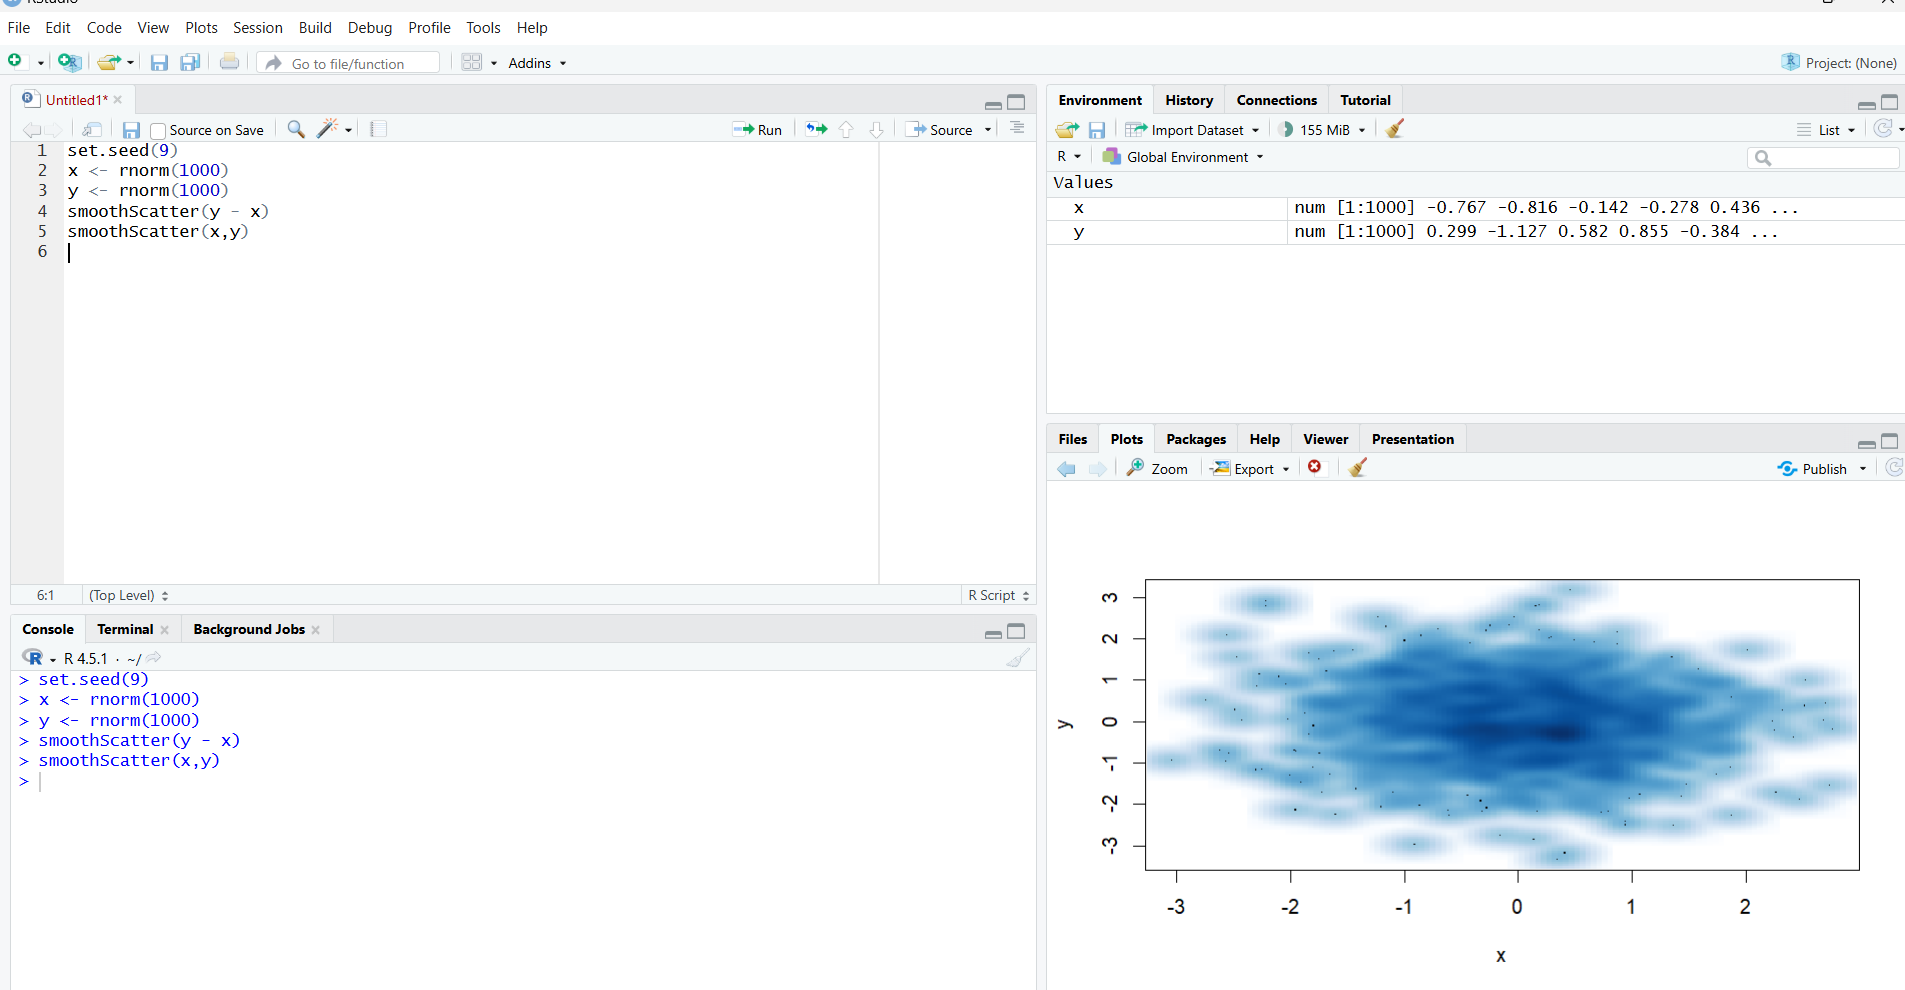 RStudio
File Edit Code View Plots Session Build Debug Profile Tools Help
Go to file/function Addins Project: (None)
Untitled1*
Source on Save Run Source
1 set.seed(9)
2 x <- rnorm(1000)
3 y <- rnorm(1000)
4 smoothScatter(y - x)
5 smoothScatter(x,y)
6
6:1 (Top Level) R Script
Console Terminal Background Jobs
R 4.5.1 · ~/
> set.seed(9)
> x <- rnorm(1000)
> y <- rnorm(1000)
> smoothScatter(y - x)
> smoothScatter(x,y)
>
Environment History Connections Tutorial
Import Dataset 155 MiB List
R Global Environment
Values
x num [1:1000] -0.767 -0.816 -0.142 -0.278 0.436 ...
y num [1:1000] 0.299 -1.127 0.582 0.855 -0.384 ...
Files Plots Packages Help Viewer Presentation
Zoom Export Publish
3
2
1
0
-1
-2
-3
y
-3 -2 -1 0 1 2
x